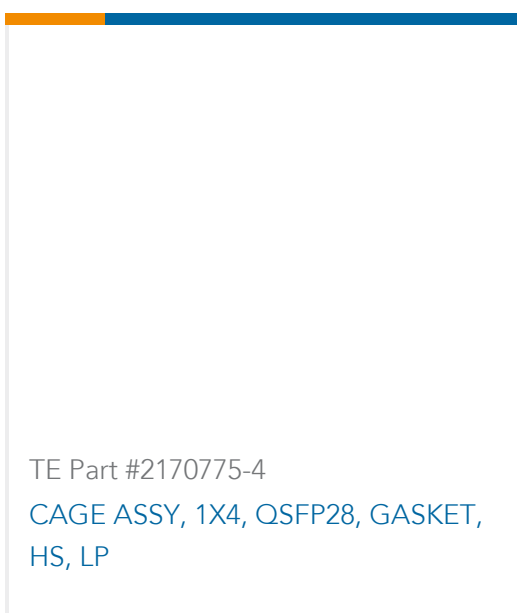 TE Part #2170775-4
CAGE ASSY, 1X4, QSFP28, GASKET,
HS, LP